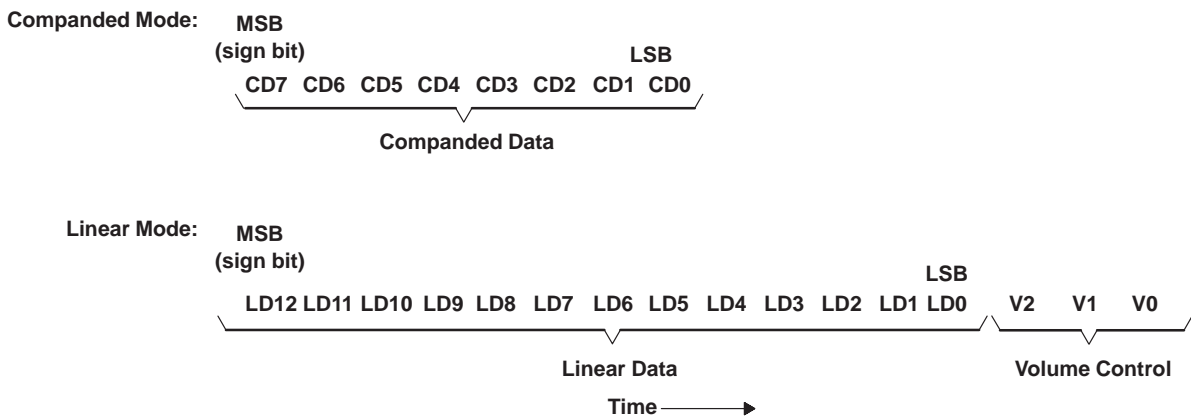 Companded Mode: MSB
(sign bit) LSB
CD7 CD6 CD5 CD4 CD3 CD2 CD1 CD0
Companded Data
Linear Mode: MSB
(sign bit)
LSB
LD12 LD11 LD10 LD9 LD8 LD7 LD6 LD5 LD4 LD3 LD2 LD1 LD0 V2 V1 V0
Linear Data Volume Control
Time